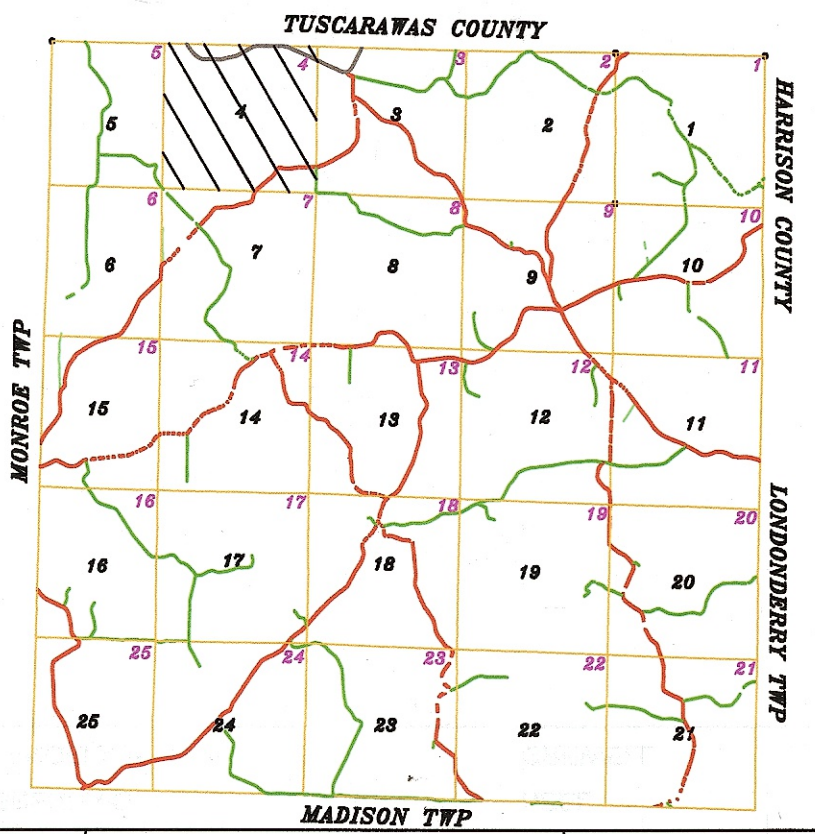 TUSCARAWAS COUNTY
5 4 3 2 1
5 4 3 2 1
6 7 8 9 10
6 7 8 9 10
15 14 13 12 11
15 14 13 12 11
16 17 18 19 20
16 17 18 19 20
25 24 23 22 21
25 24 23 22 21
HARRISON COUNTY
MONROE TWP
LONDONDERRY TWP
MADISON TWP